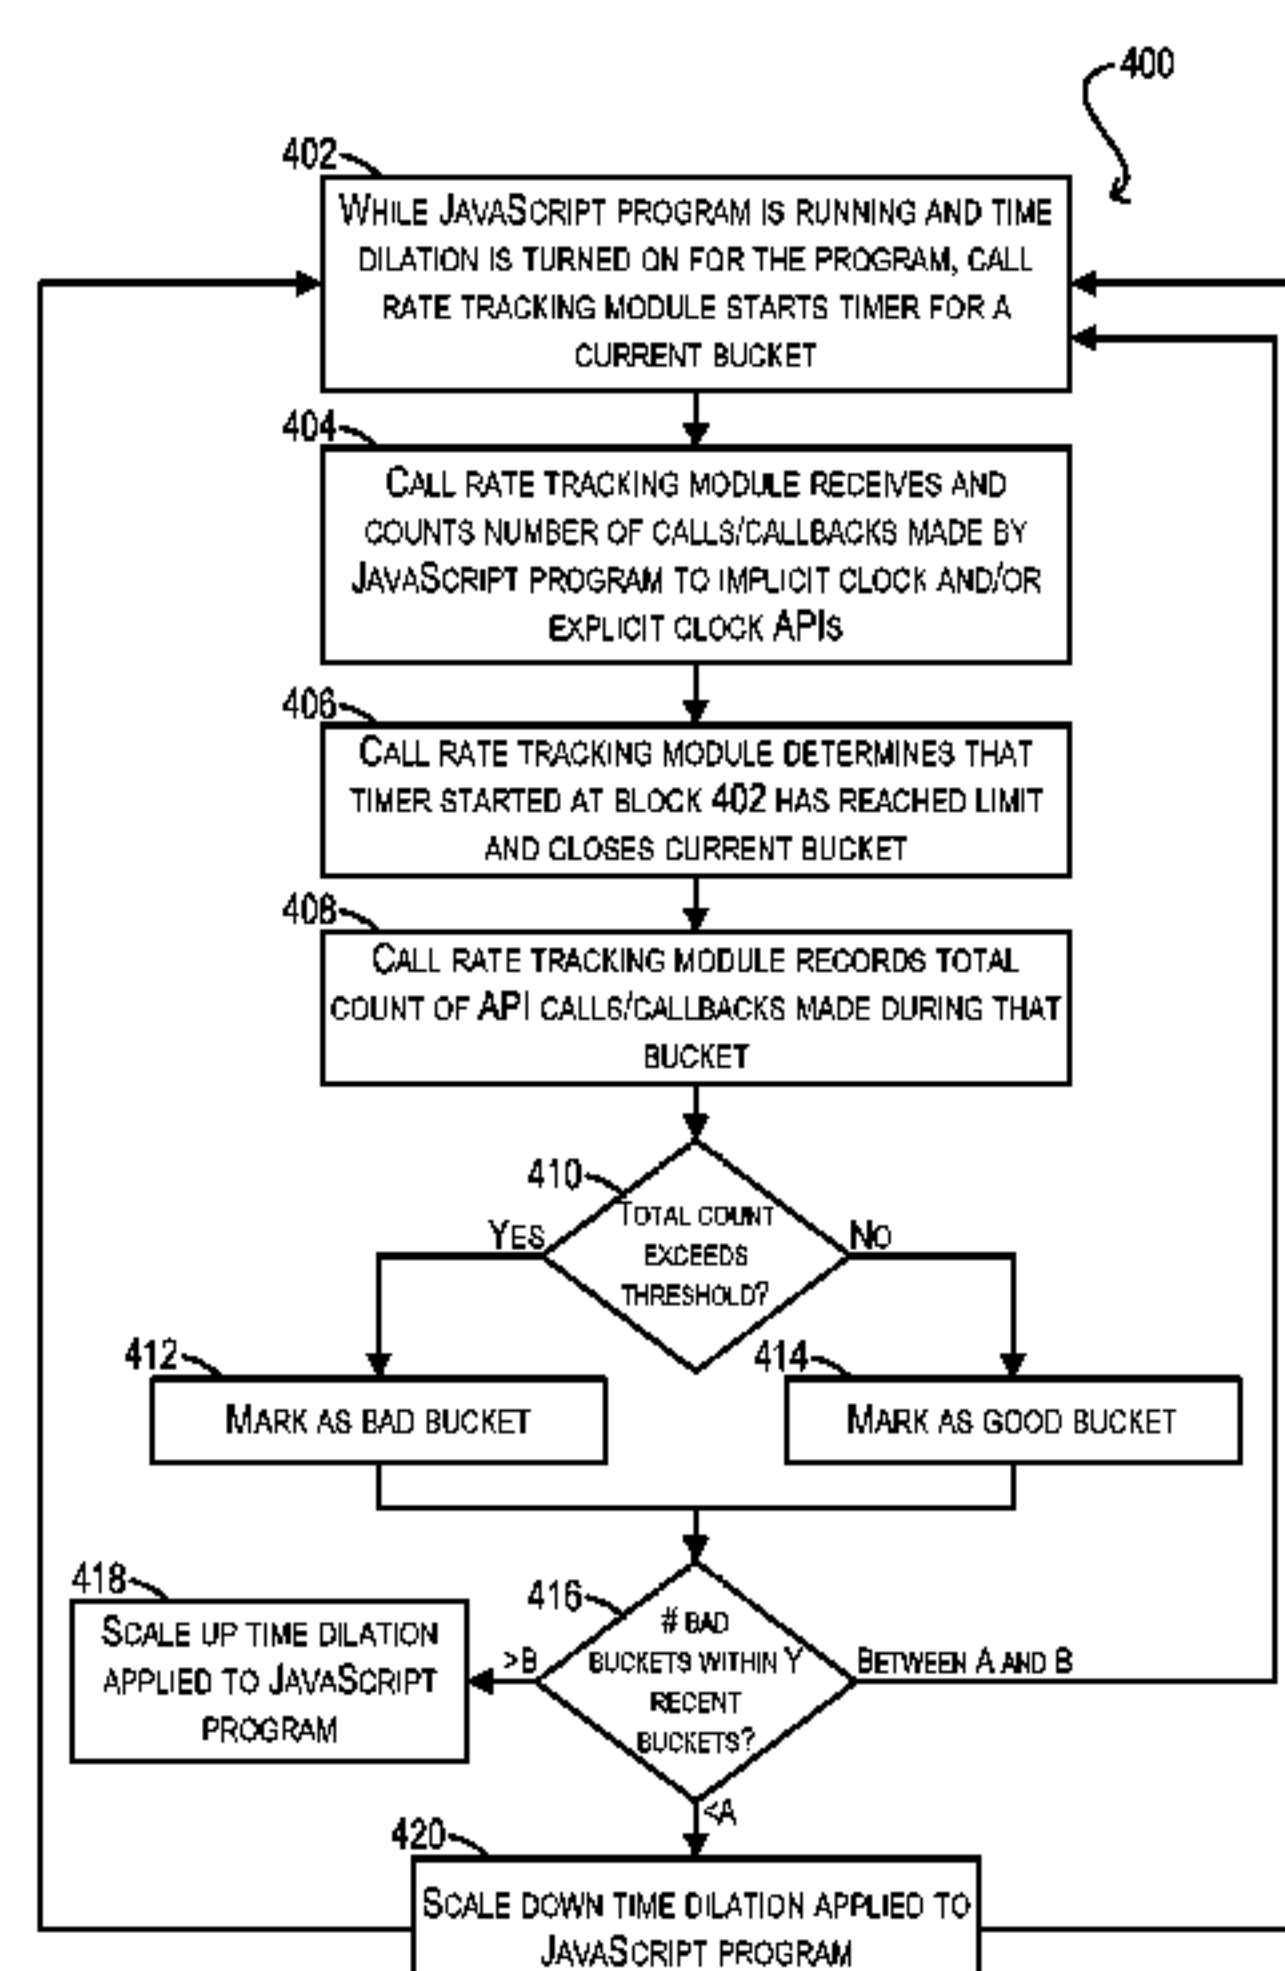 400
402
WHILE JAVASCRIPT PROGRAM IS RUNNING AND TIME
DILATION IS TURNED ON FOR THE PROGRAM, CALL
RATE TRACKING MODULE STARTS TIMER FOR A
CURRENT BUCKET
404
CALL RATE TRACKING MODULE RECEIVES AND
COUNTS NUMBER OF CALLS/CALLBACKS MADE BY
JAVASCRIPT PROGRAM TO IMPLICIT CLOCK AND/OR
EXPLICIT CLOCK APIS
406
CALL RATE TRACKING MODULE DETERMINES THAT
TIMER STARTED AT BLOCK 402 HAS REACHED LIMIT
AND CLOSES CURRENT BUCKET
408
CALL RATE TRACKING MODULE RECORDS TOTAL
COUNT OF API CALLS/CALLBACKS MADE DURING THAT
BUCKET
410
TOTAL COUNT
EXCEEDS
THRESHOLD?
YES
NO
412
MARK AS BAD BUCKET
414
MARK AS GOOD BUCKET
416
# BAD
BUCKETS WITHIN Y
RECENT
BUCKETS?
>B
BETWEEN A AND B
<A
418
SCALE UP TIME DILATION
APPLIED TO JAVASCRIPT
PROGRAM
420
SCALE DOWN TIME DILATION APPLIED TO
JAVASCRIPT PROGRAM